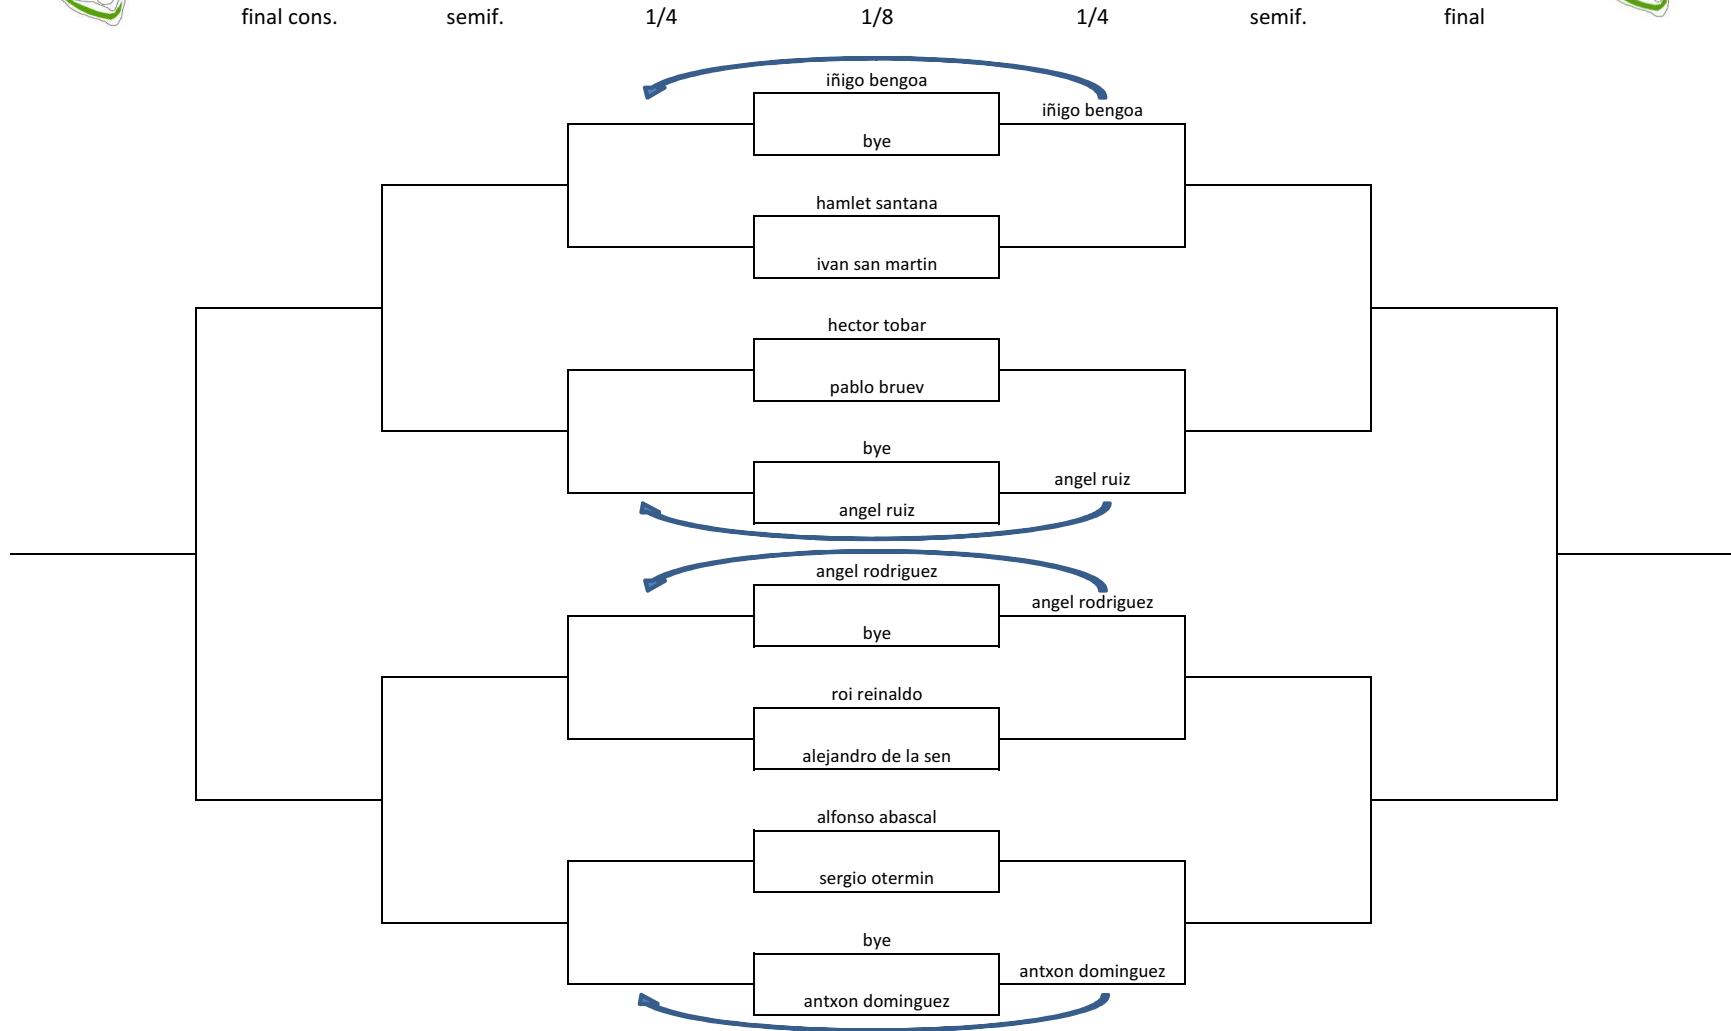 final cons. semif. 1/4 1/8 1/4 semif. final
iñigo bengoa
iñigo bengoa
bye
hamlet santana
ivan san martin
hector tobar
pablo bruev
bye
angel ruiz
angel ruiz
angel rodriguez
angel rodriguez
bye
roi reinaldo
alejandro de la sen
alfonso abascal
sergio otermin
bye
antxon dominguez
antxon dominguez